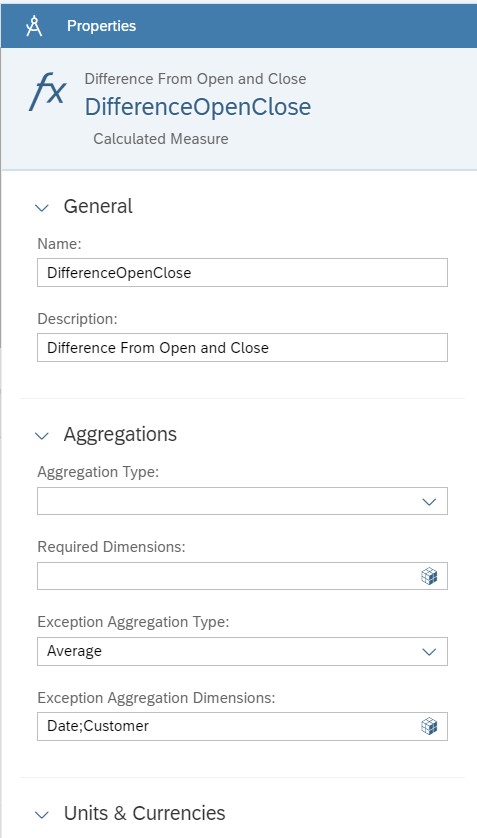 Properties
fx
Difference From Open and Close
DifferenceOpenClose
Calculated Measure
General
Name:
DifferenceOpenClose
Description:
Difference From Open and Close
Aggregations
Aggregation Type:
Required Dimensions:
Exception Aggregation Type:
Average
Exception Aggregation Dimensions:
Date;Customer
Units & Currencies